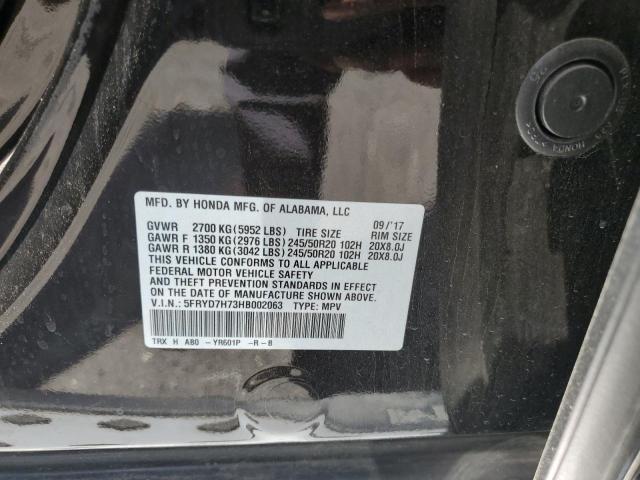 MFD. BY HONDA MFG. OF ALABAMA, LLC
09/'17
GVWR 2700 KG (5952 LBS) TIRE SIZE RIM SIZE
GAWR F 1350 KG (2976 LBS) 245/50R20 102H 20X8.0J
GAWR R 1380 KG (3042 LBS) 245/50R20 102H 20X8.0J
THIS VEHICLE CONFORMS TO ALL APPLICABLE
FEDERAL MOTOR VEHICLE SAFETY
AND THEFT PREVENTION STANDARDS IN EFFECT
ON THE DATE OF MANUFACTURE SHOWN ABOVE.
V.I.N.: 5FRYD7H73HB002063 TYPE: MPV
TRX H AB0 -YR601P -R-B
HONDA